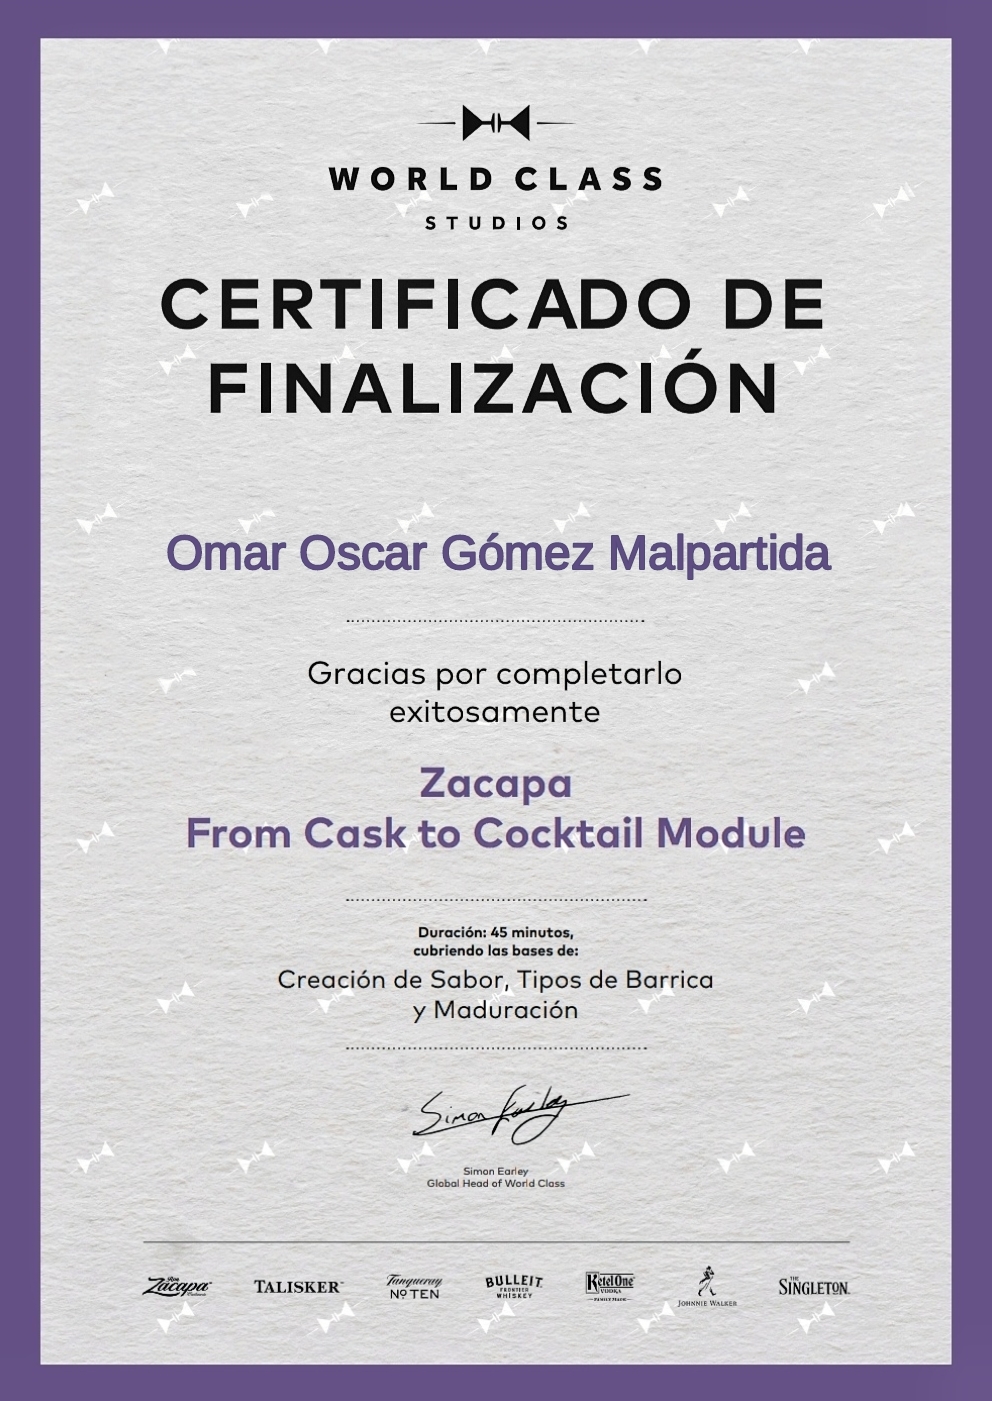 WORLD CLASS
STUDIOS
CERTIFICADO DE
FINALIZACIÓN
Omar Oscar Gómez Malpartida
Gracias por completarlo
exitosamente
Zacapa
From Cask to Cocktail Module
Duración: 45 minutos,
cubriendo las bases de:
Creación de Sabor, Tipos de Barrica
y Maduración
Simon Earley
Simon Earley
Global Head of World Class
Ron Zacapa TALISKER Tanqueray Nº TEN BULLEIT FRONTIER WHISKEY Ketel One VODKA FAMILY MADE JOHNNIE WALKER THE SINGLETON